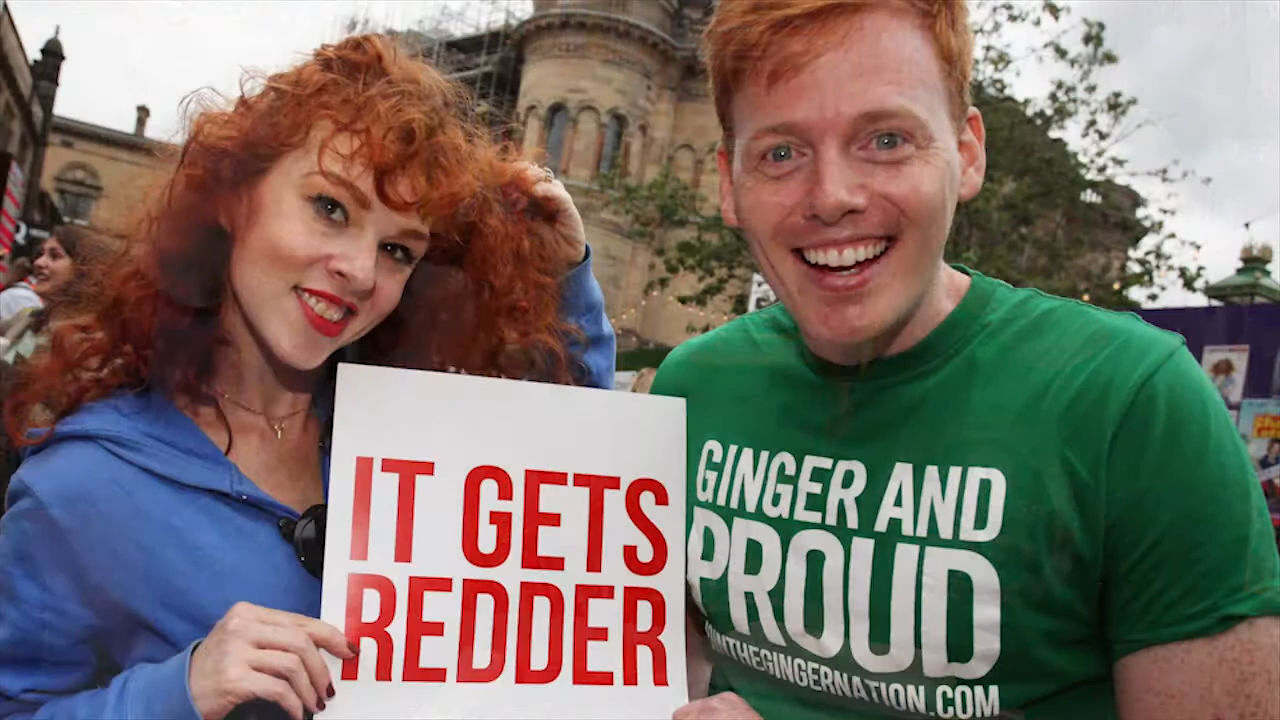 IT GETS
REDDER
GINGER AND
PROUD
JOINTHEGINGERNATION.COM